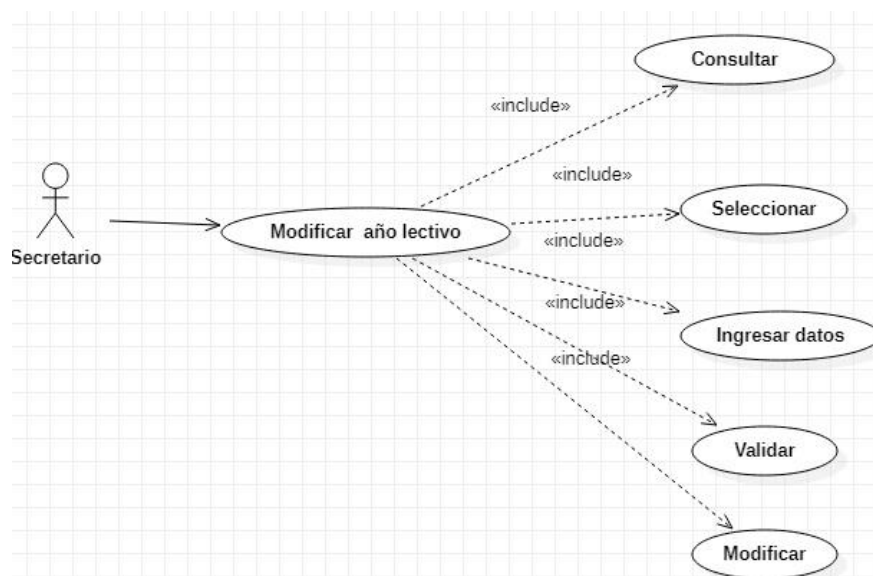 Consultar
«include»
«include»
Seleccionar
Modificar  año lectivo
«include»
Secretario
«include»
Ingresar datos
«include»
Validar
Modificar